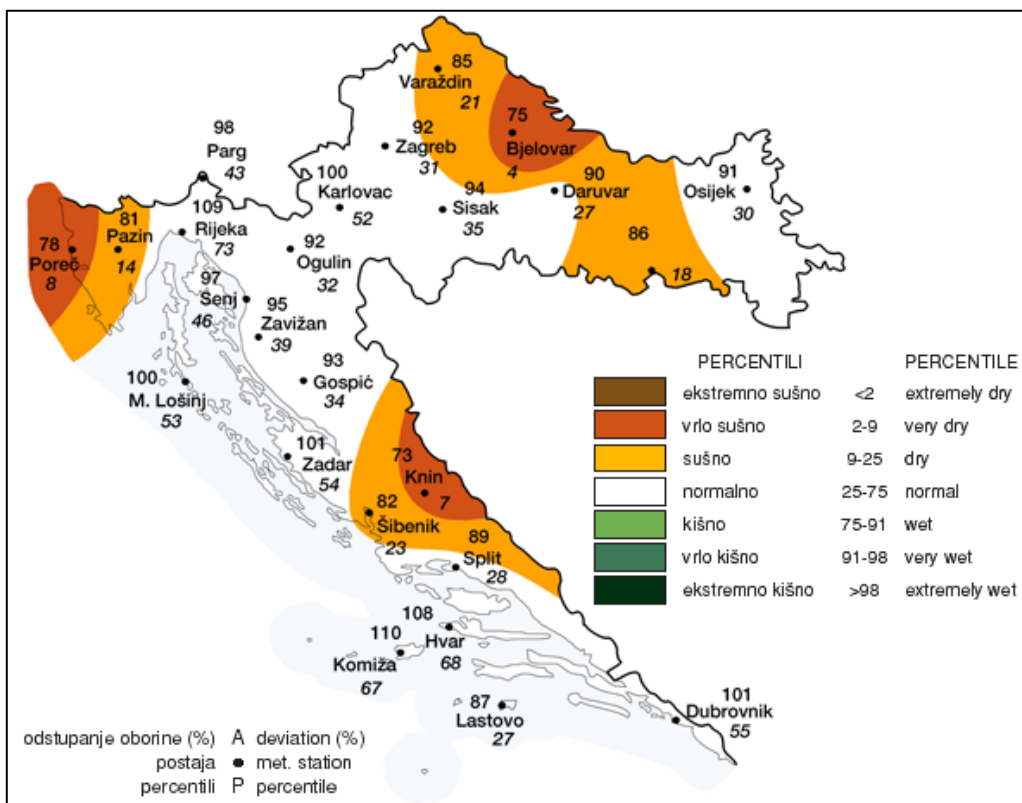 85
Varaždin
21
75
Bjelovar
4
98
Parg
43
92
Zagreb
31
100
Karlovac
52
94
Sisak
35
90
Daruvar
27
91
Osijek
30
86
18
78
Poreč
8
81
Pazin
14
109
Rijeka
73
92
Ogulin
32
97
Šenj
46
95
Zavižan
39
93
Gospić
34
100
M. Lošinj
53
101
Zadar
54
73
Knin
7
82
Šibenik
23
89
Split
28
108
Hvar
68
110
Komiža
67
87
Lastovo
27
101
Dubrovnik
55
PERCENTILI PERCENTILE
ekstremno sušno <2 extremely dry
vrlo sušno 2-9 very dry
sušno 9-25 dry
normalno 25-75 normal
kišno 75-91 wet
vrlo kišno 91-98 very wet
ekstremno kišno >98 extremely wet
odstupanje oborine (%) A deviation (%)
postaja met. station
percentili P percentile